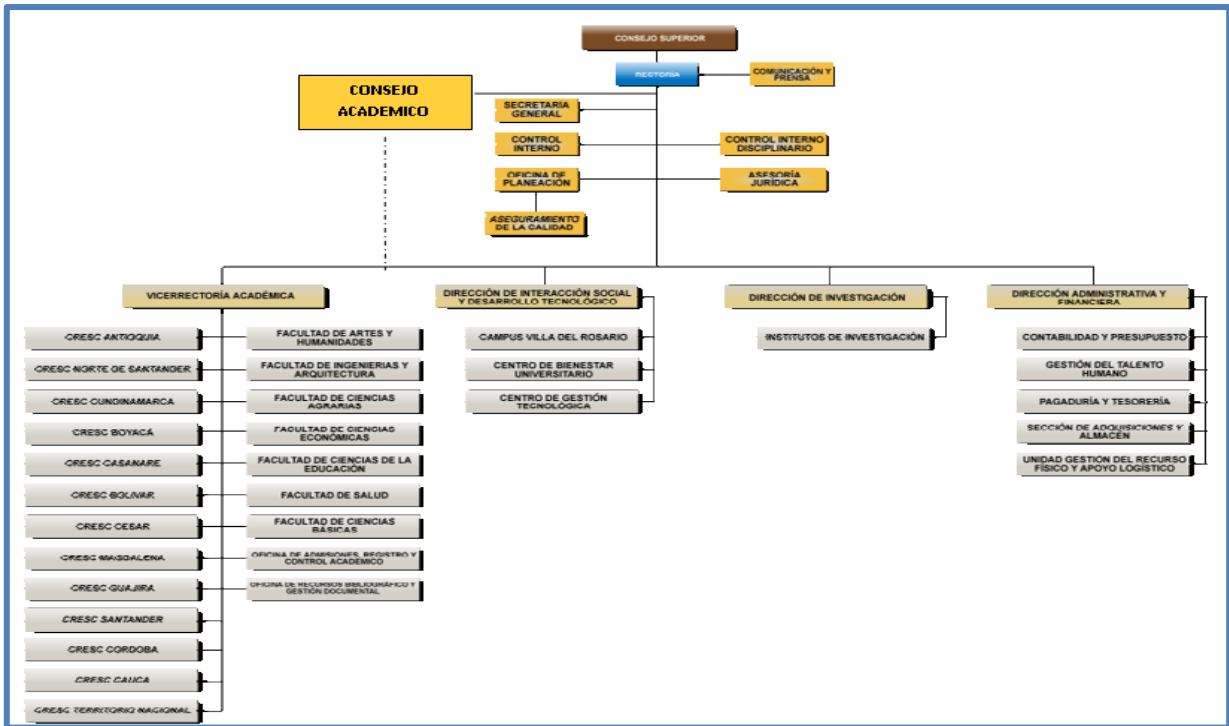 CONSEJO SUPERIOR
RECTORÍA
COMUNICACIÓN Y
PRENSA
CONSEJO
ACADEMICO
SECRETARIA
GENERAL
CONTROL
INTERNO
CONTROL INTERNO
DISCIPLINARIO
OFICINA DE
PLANEACIÓN
ASESORÍA
JURÍDICA
ASEGURAMIENTO
DE LA CALIDAD
VICERRECTORÍA ACADÉMICA
CRESC ANTIOQUIA
CRESC NORTE DE SANTANDER
CRESC CUNDINAMARCA
CRESC BOYACÁ
CRESC CASANARE
CRESC BOLIVAR
CRESC CESAR
CRESC MAGDALENA
CRESC GUAJIRA
CRESC SANTANDER
CRESC CORDOBA
CRESC CAUCA
CRESC TERRITORIO NACIONAL
FACULTAD DE ARTES Y
HUMANIDADES
FACULTAD DE INGENIERIAS Y
ARQUITECTURA
FACULTAD DE CIENCIAS
AGRARIAS
FACULTAD DE CIENCIAS
ECONÓMICAS
FACULTAD DE CIENCIAS DE LA
EDUCACIÓN
FACULTAD DE SALUD
FACULTAD DE CIENCIAS
BÁSICAS
OFICINA DE ADMISIONES, REGISTRO Y
CONTROL ACADÉMICO
OFICINA DE RECURSOS BIBLIOGRÁFICO Y
GESTIÓN DOCUMENTAL
DIRECCIÓN DE INTERACCIÓN SOCIAL
Y DESARROLLO TECNOLÓGICO
CAMPUS VILLA DEL ROSARIO
CENTRO DE BIENESTAR
UNIVERSITARIO
CENTRO DE GESTIÓN
TECNOLÓGICA
DIRECCIÓN DE INVESTIGACIÓN
INSTITUTOS DE INVESTIGACIÓN
DIRECCIÓN ADMINISTRATIVA Y
FINANCIERA
CONTABILIDAD Y PRESUPUESTO
GESTIÓN DEL TALENTO
HUMANO
PAGADURÍA Y TESORERÍA
SECCIÓN DE ADQUISICIONES Y
ALMACÉN
UNIDAD GESTIÓN DEL RECURSO
FÍSICO Y APOYO LOGÍSTICO